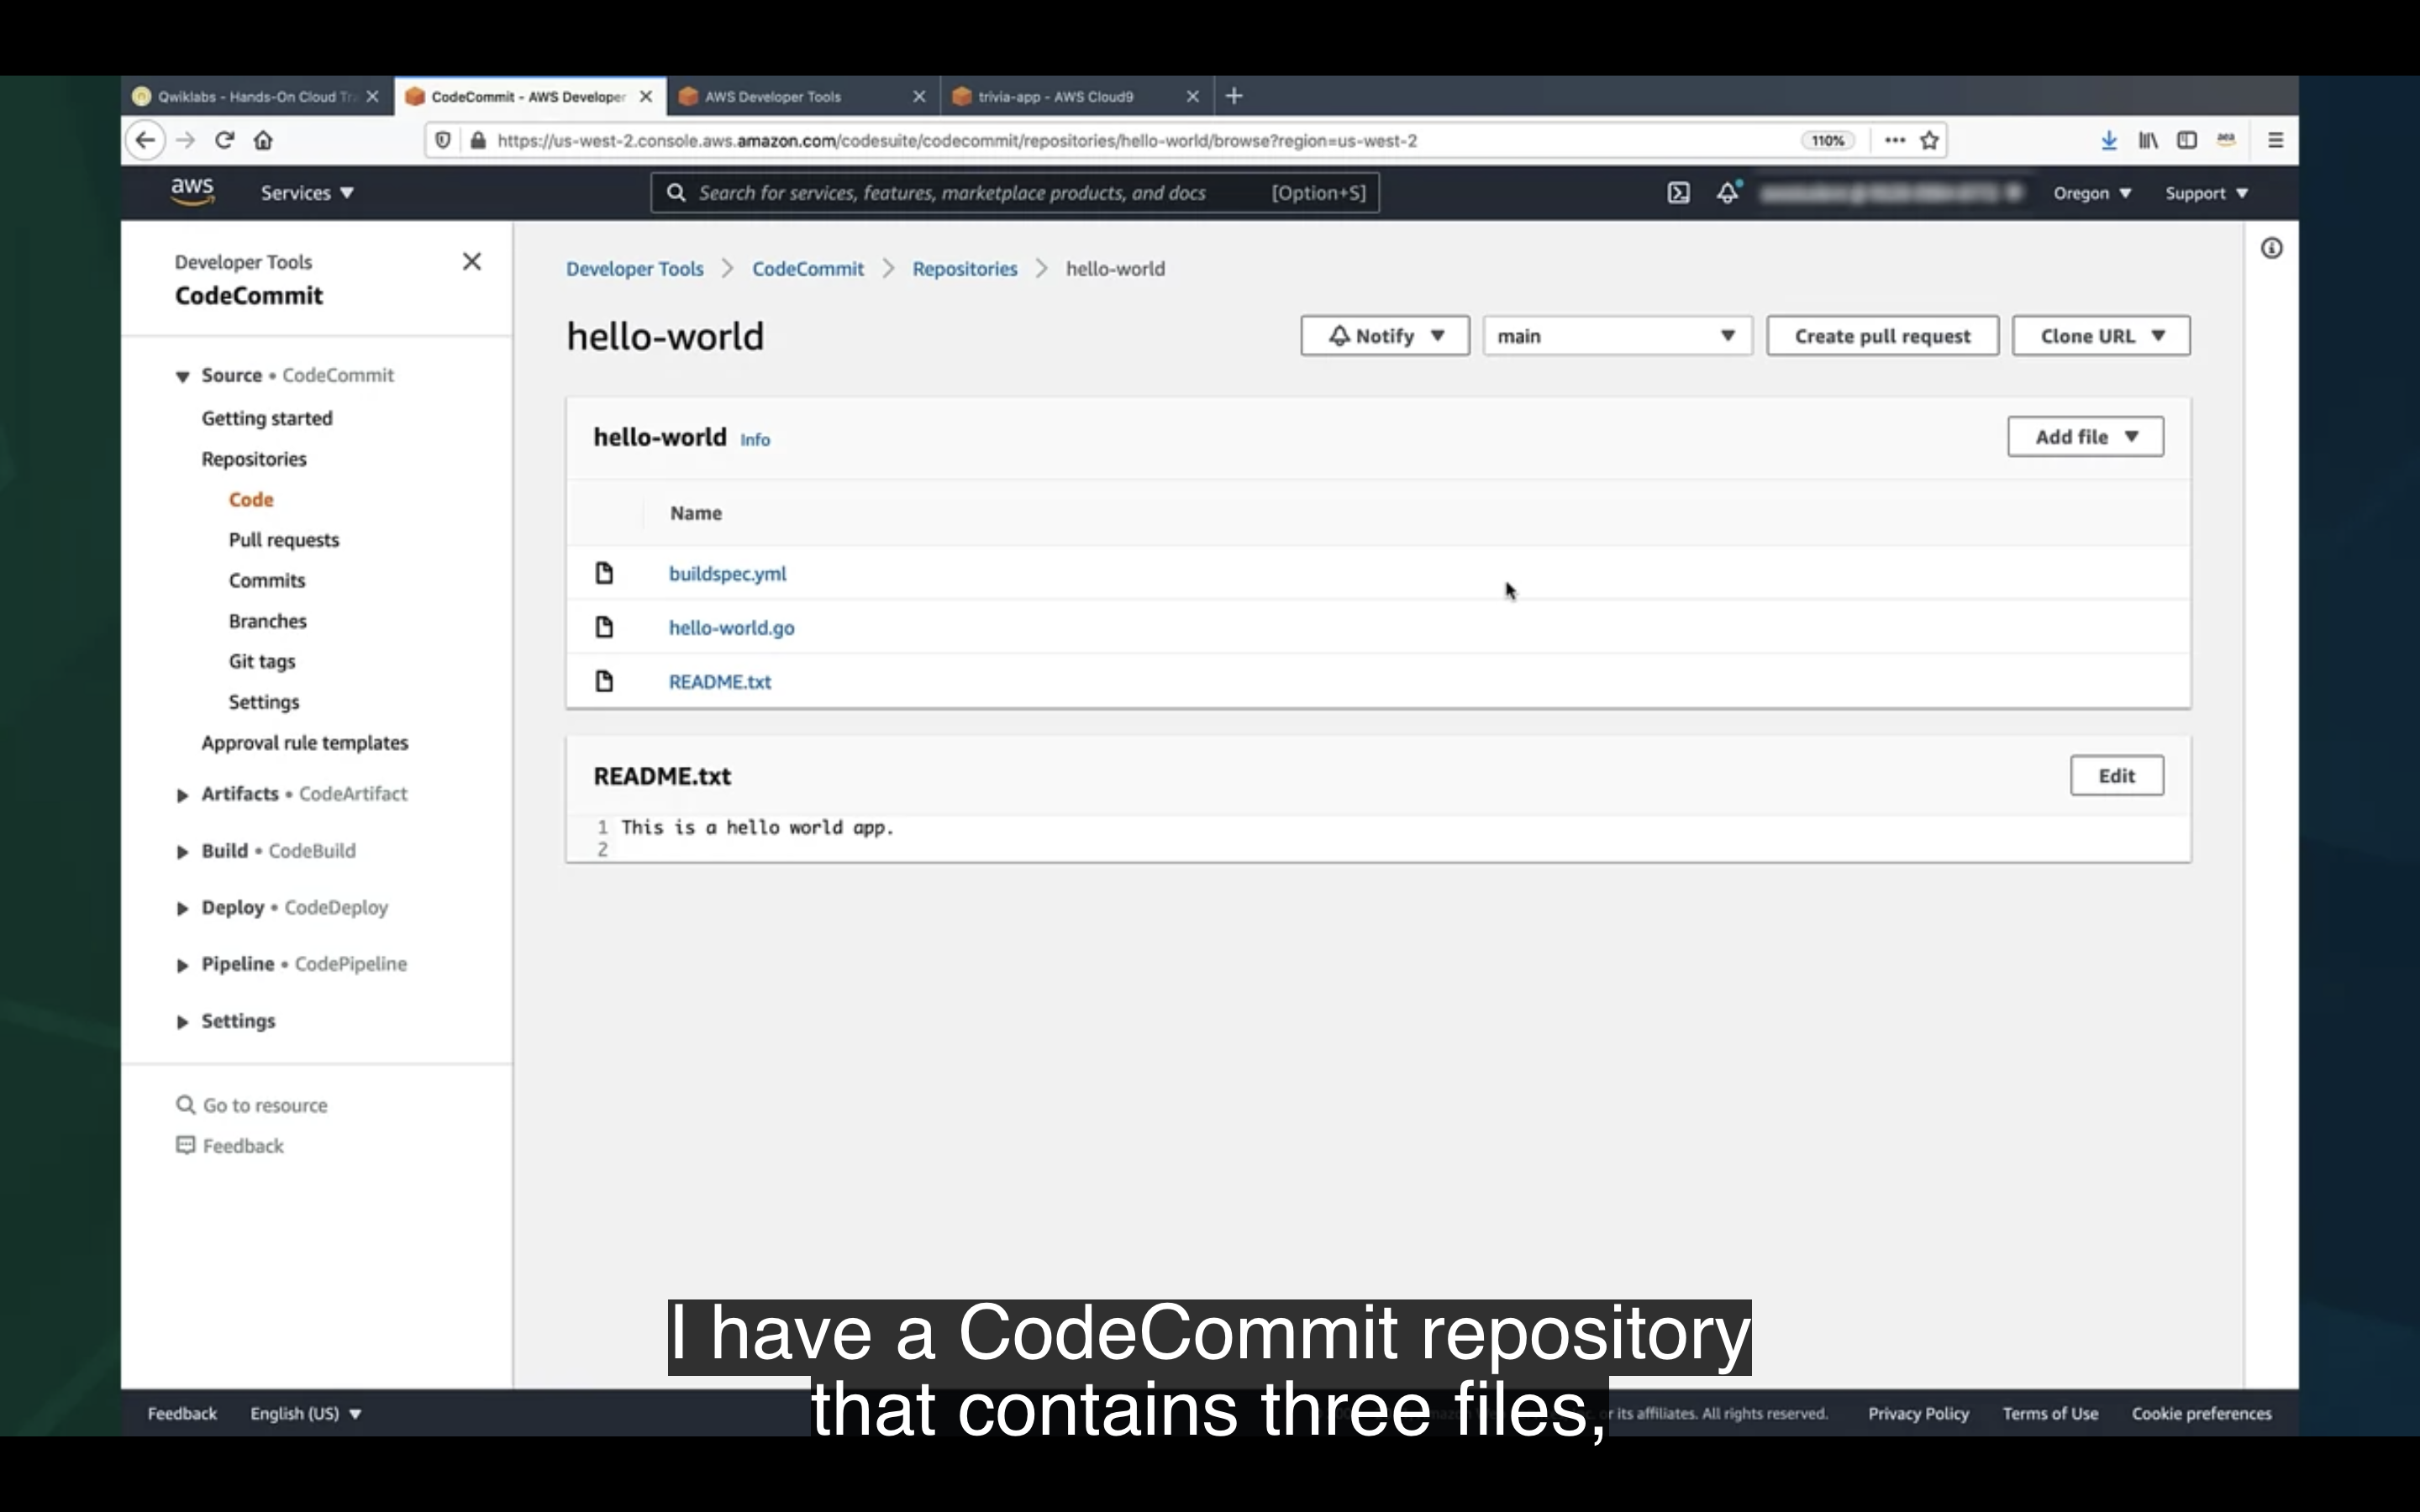 Qwiklabs - Hands-On Cloud Tra
CodeCommit - AWS Developer
AWS Developer Tools
trivia-app - AWS Cloud9
https://us-west-2.console.aws.amazon.com/codesuite/codecommit/repositories/hello-world/browse?region=us-west-2
110%
aws
Services
Search for services, features, marketplace products, and docs
[Option+S]
Oregon
Support
Developer Tools
CodeCommit
Source • CodeCommit
Getting started
Repositories
Code
Pull requests
Commits
Branches
Git tags
Settings
Approval rule templates
Artifacts • CodeArtifact
Build • CodeBuild
Deploy • CodeDeploy
Pipeline • CodePipeline
Settings
Go to resource
Feedback
Developer Tools > CodeCommit > Repositories > hello-world
hello-world
Notify
main
Create pull request
Clone URL
hello-world Info
Add file
Name
buildspec.yml
hello-world.go
README.txt
README.txt
Edit
1 This is a hello world app.
2
I have a CodeCommit repository
that contains three files,
Feedback
English (US)
or its affiliates. All rights reserved.
Privacy Policy
Terms of Use
Cookie preferences